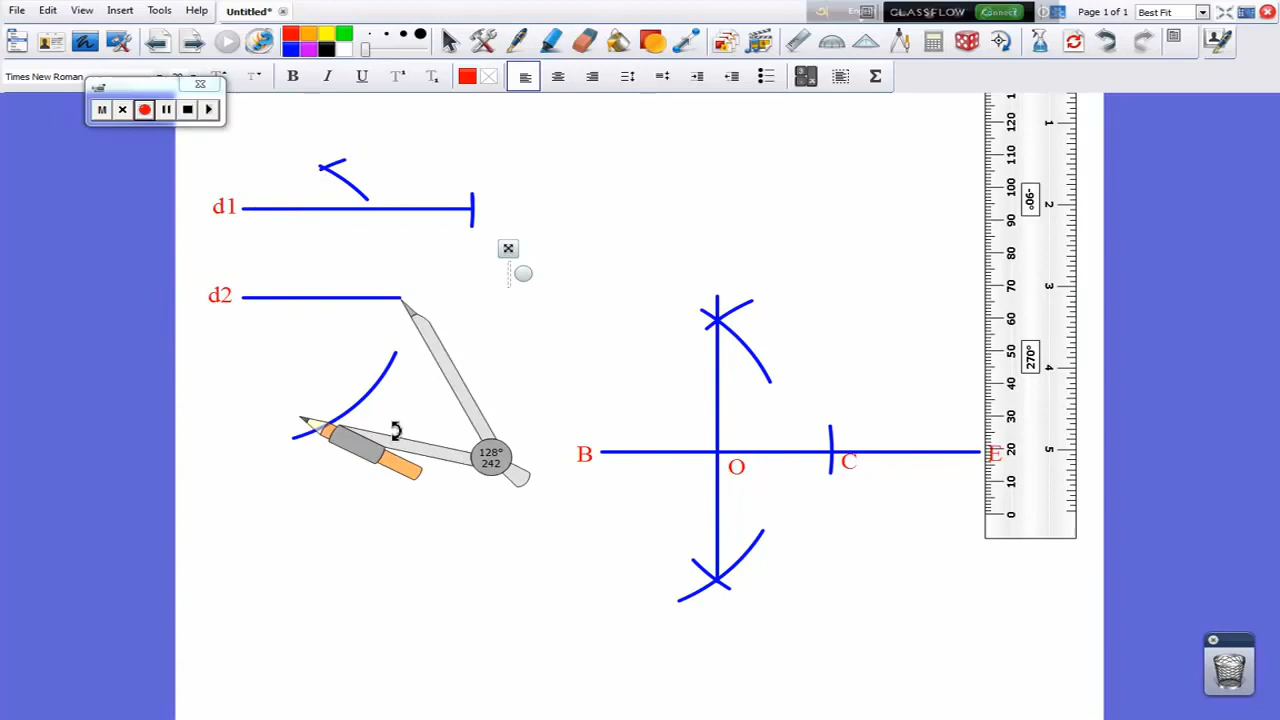 File Edit View Insert Tools Help Untitled* CLASSFLOW Connect Page 1 of 1 Best Fit
Times New Roman B I U T¹ T₁ Σ
M
d1
d2
128°
242
B
O
C
E
120
110
100
90
80
70
60
50
40
30
20
10
0
-90°
270°
1
2
3
4
5